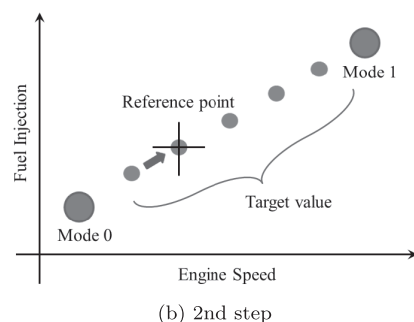 Mode 1
Reference point
Fuel Injection
Target value
Mode 0
Engine Speed
(b) 2nd step